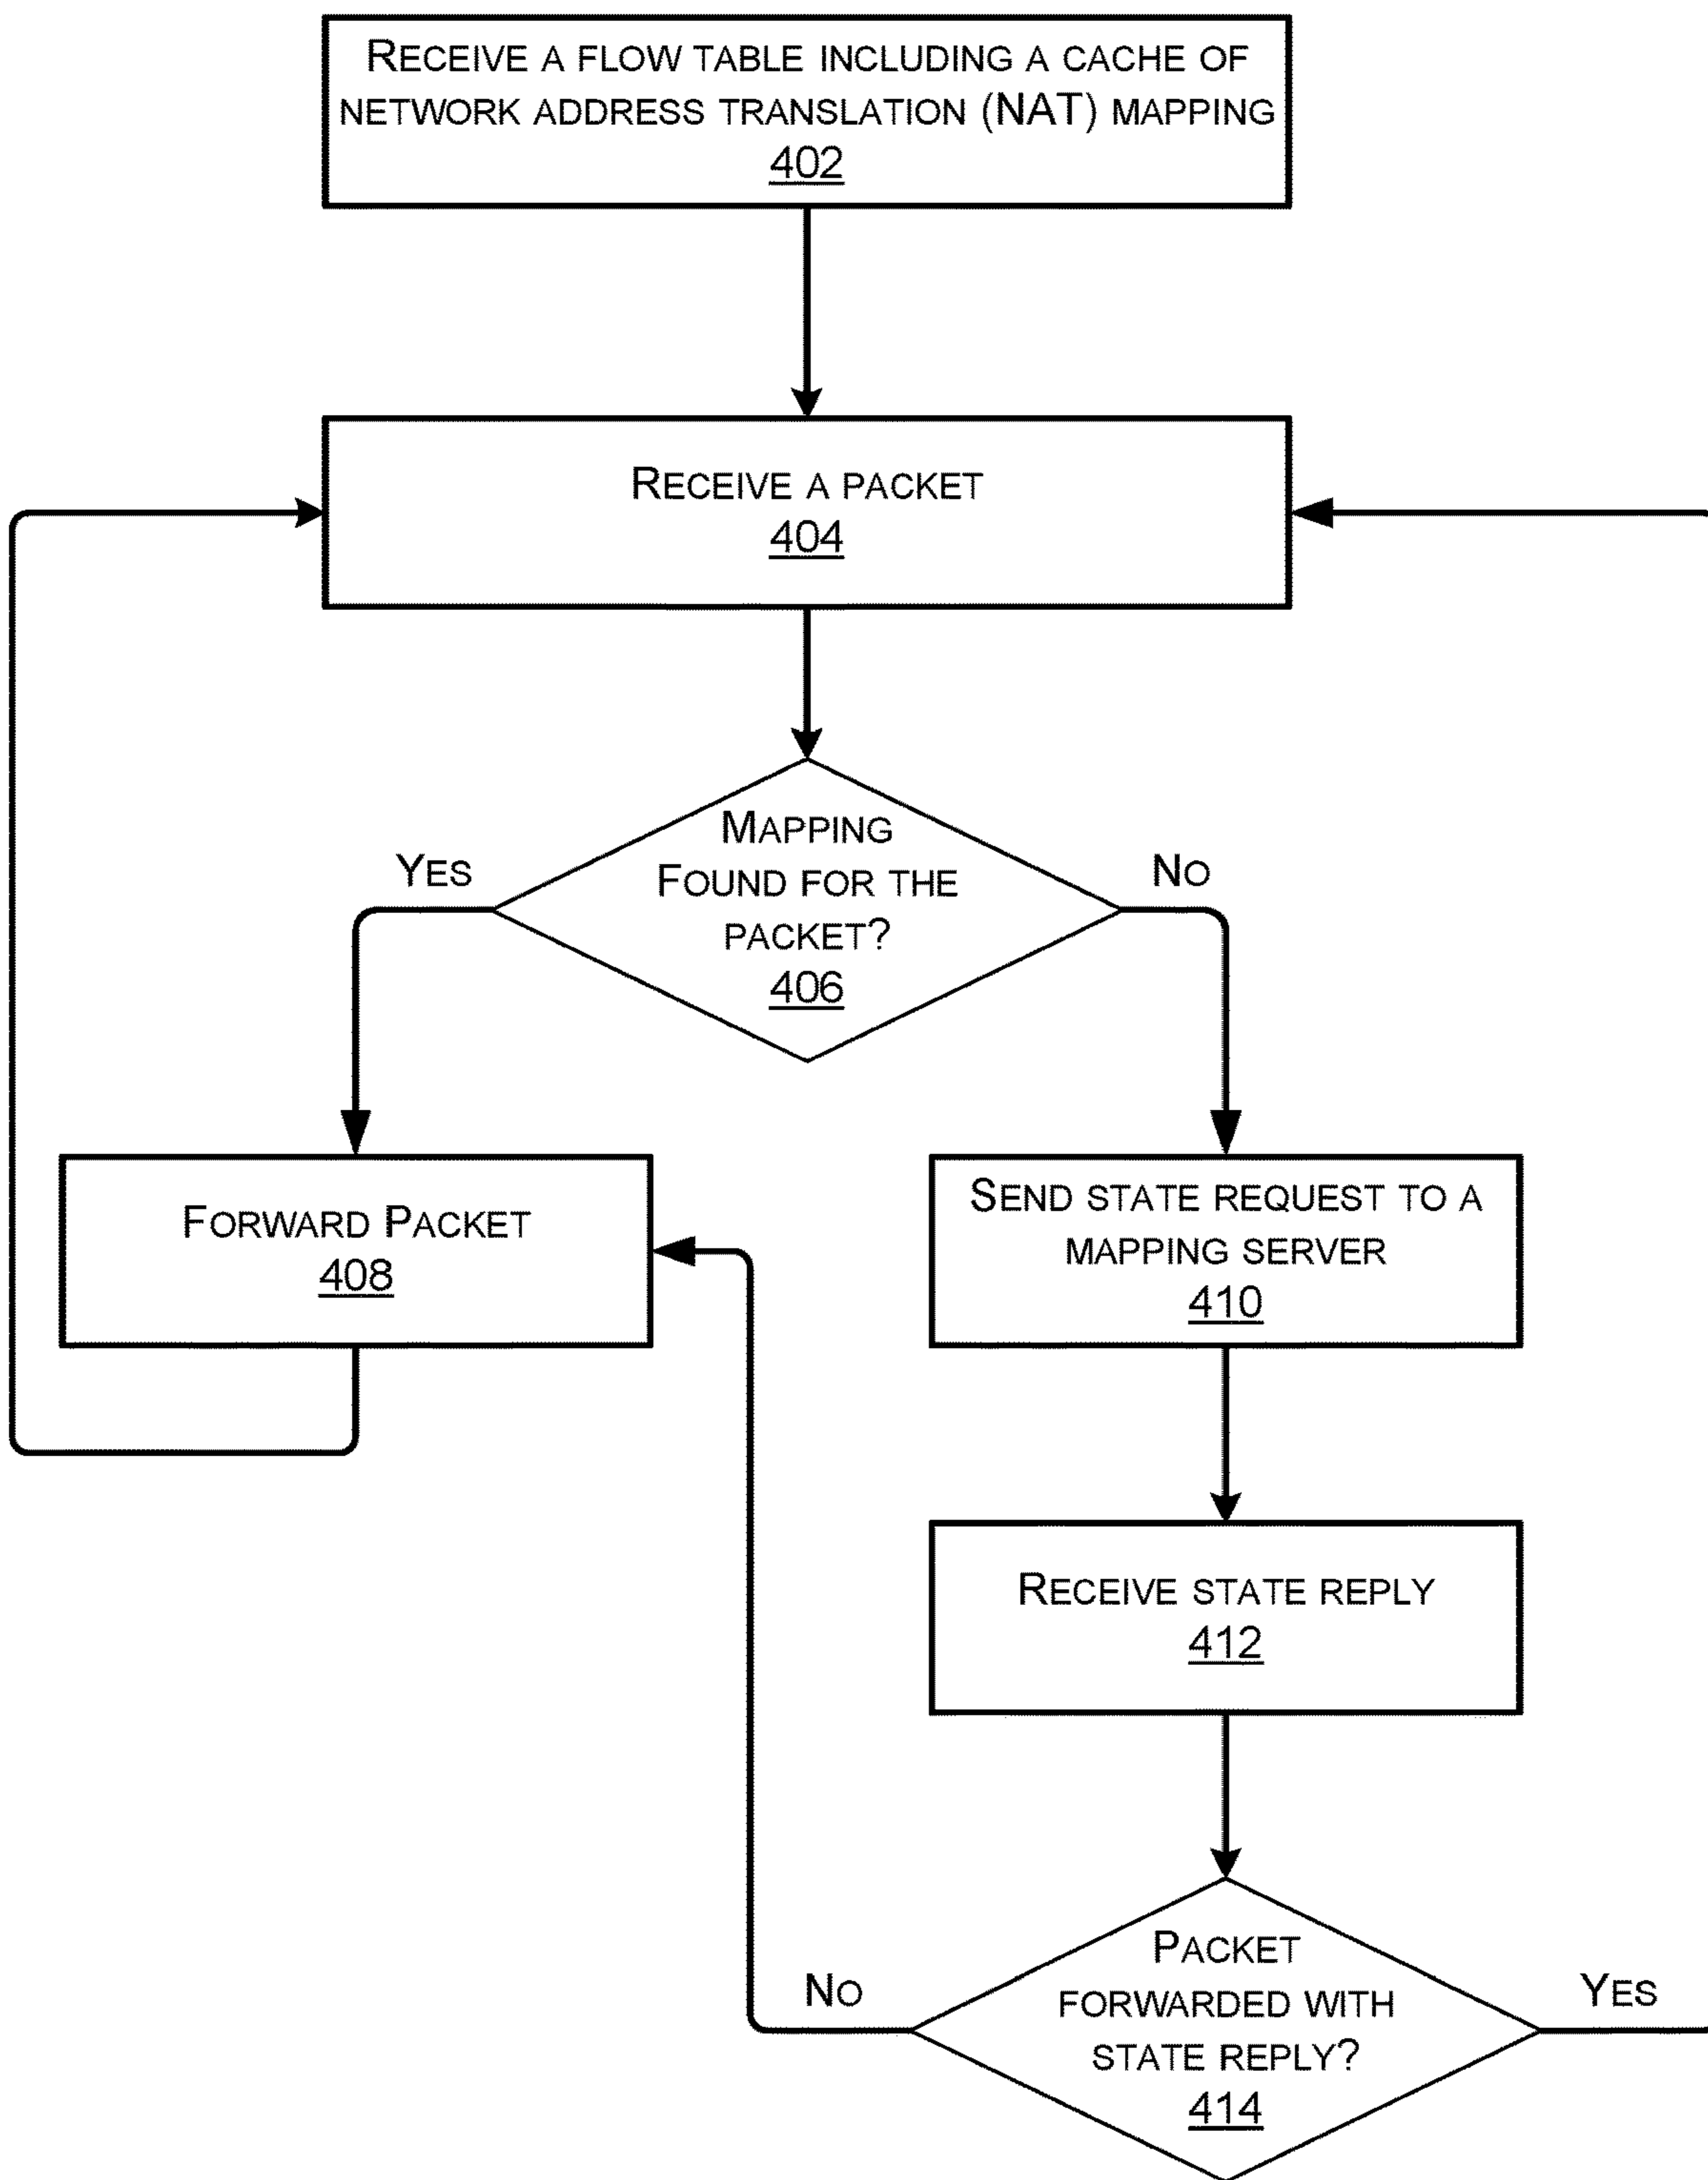 RECEIVE A FLOW TABLE INCLUDING A CACHE OF
NETWORK ADDRESS TRANSLATION (NAT) MAPPING
402
RECEIVE A PACKET
404
MAPPING
FOUND FOR THE
PACKET?
406
YES
NO
FORWARD PACKET
408
SEND STATE REQUEST TO A
MAPPING SERVER
410
RECEIVE STATE REPLY
412
PACKET
FORWARDED WITH
STATE REPLY?
414
NO
YES